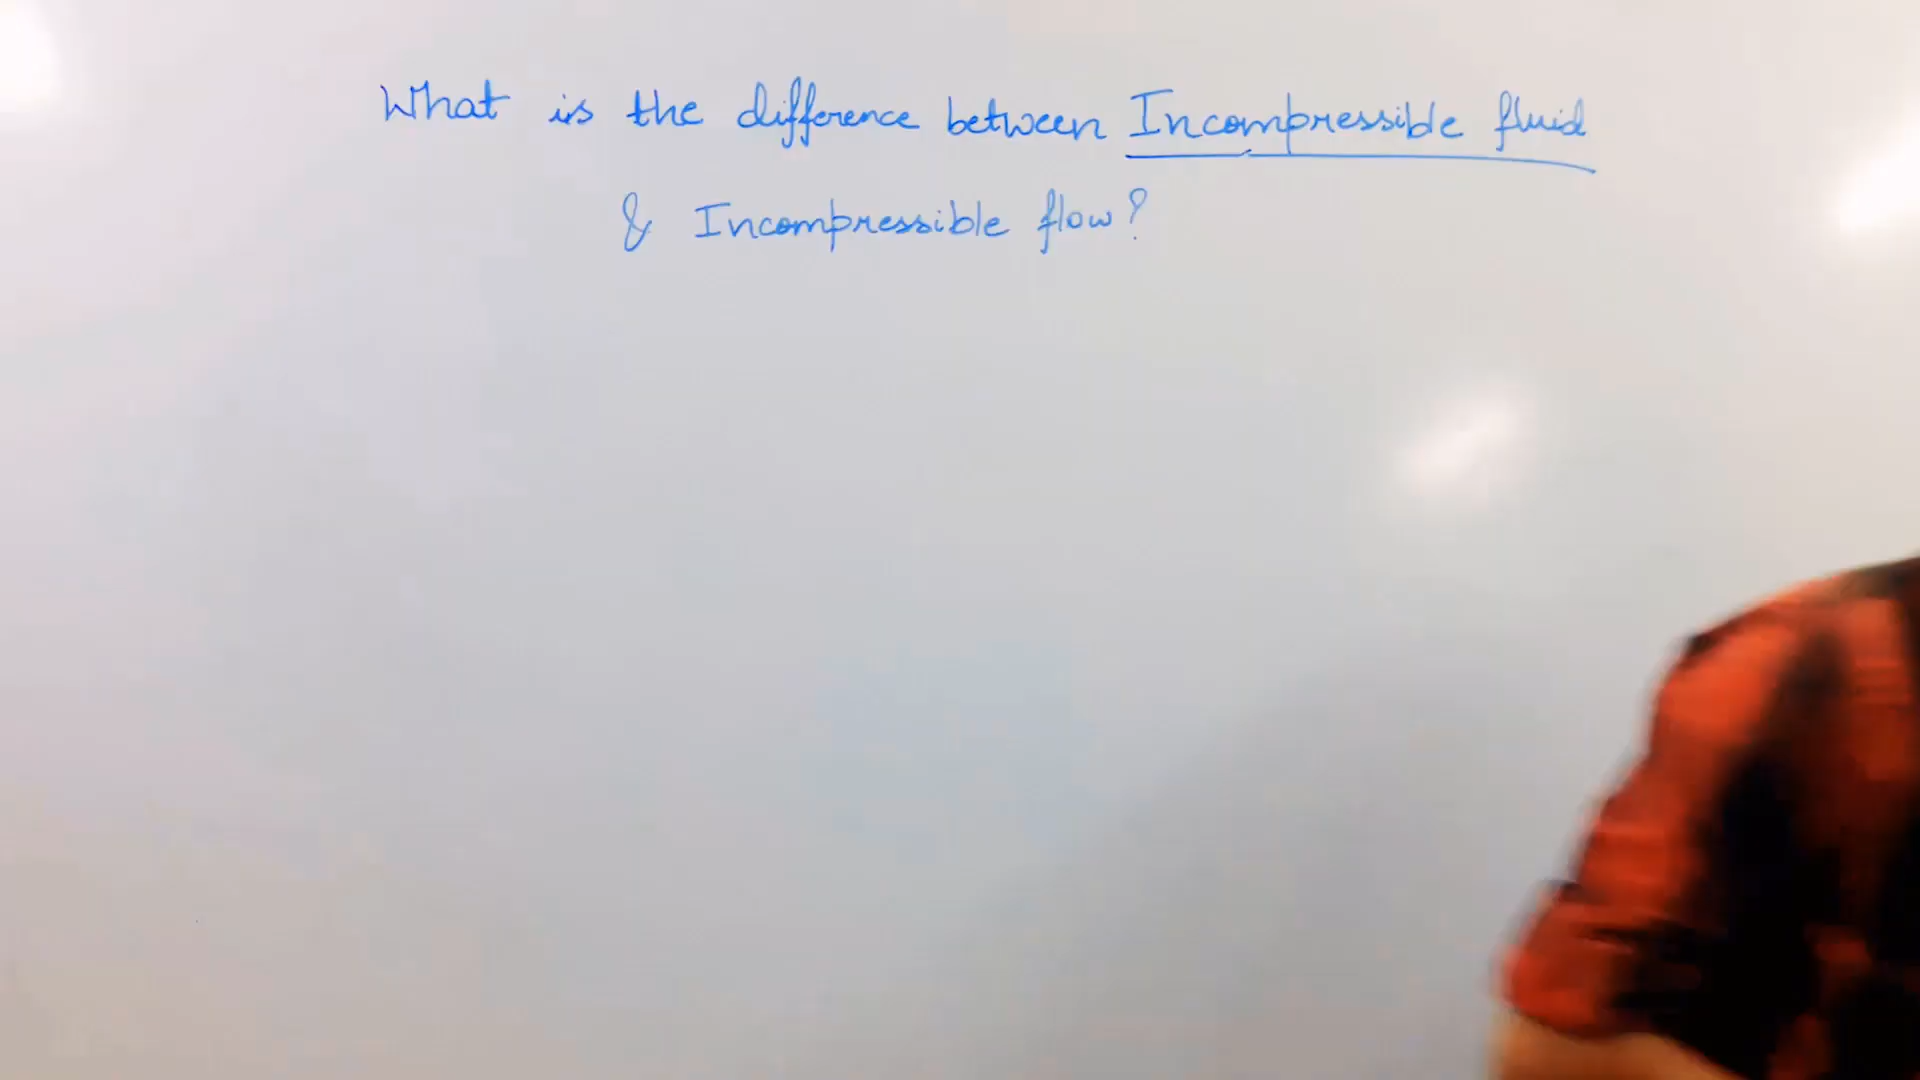 What is the difference between Incompressible fluid
& Incompressible flow?